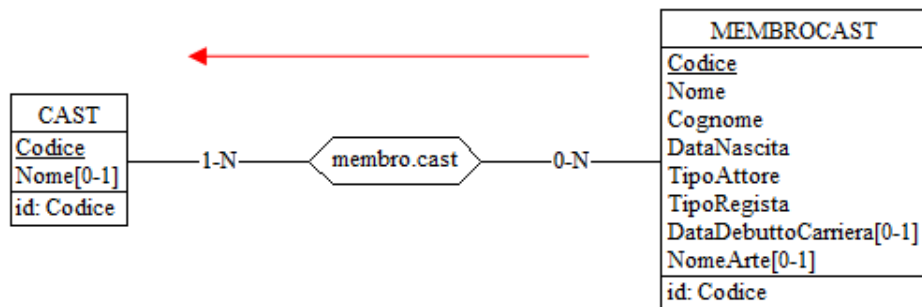 CAST
Codice
Nome[0-1]
id: Codice
1-N
membro.cast
0-N
MEMBROCAST
Codice
Nome
Cognome
DataNascita
TipoAttore
TipoRegista
DataDebuttoCarriera[0-1]
NomeArte[0-1]
id: Codice